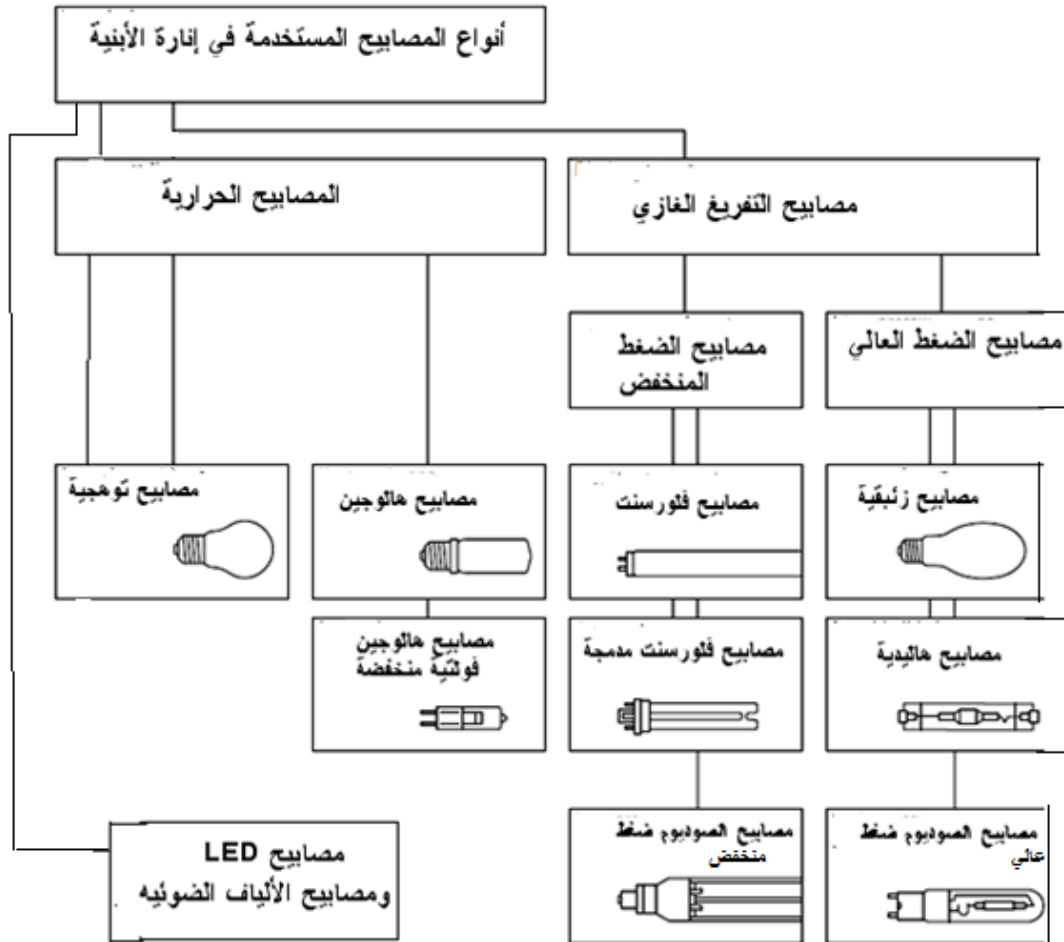 أنواع المصابيح المستخدمة في إنارة الأبنية
المصابيح الحرارية
مصابيح التفريغ الغازي
مصابيح الضغط
المنخفض
مصابيح الضغط العالي
مصابيح توهجية
مصابيح هالوجين
مصابيح فلورسنت
مصابيح زئبقية
مصابيح هالوجين
فولتية منخفضة
مصابيح فلورسنت مدمجة
مصابيح هاليدية
مصابيح LED
ومصابيح الألياف الضوئيه
مصابيح الصوديوم ضغط
منخفض
مصابيح الصوديوم ضغط
عالي